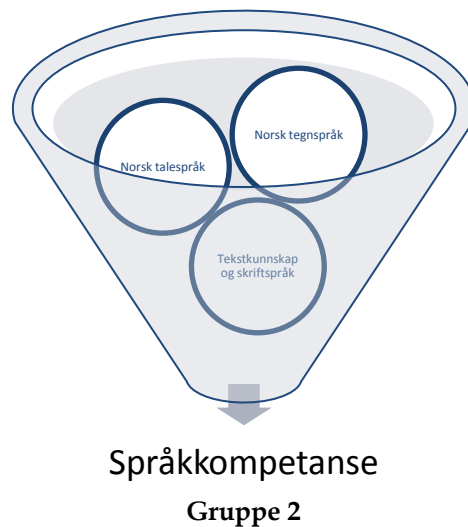 Norsk tegnspråk
Norsk talespråk
Tekstkunnskap
og skriftspråk
Språkkompetanse
Gruppe 2